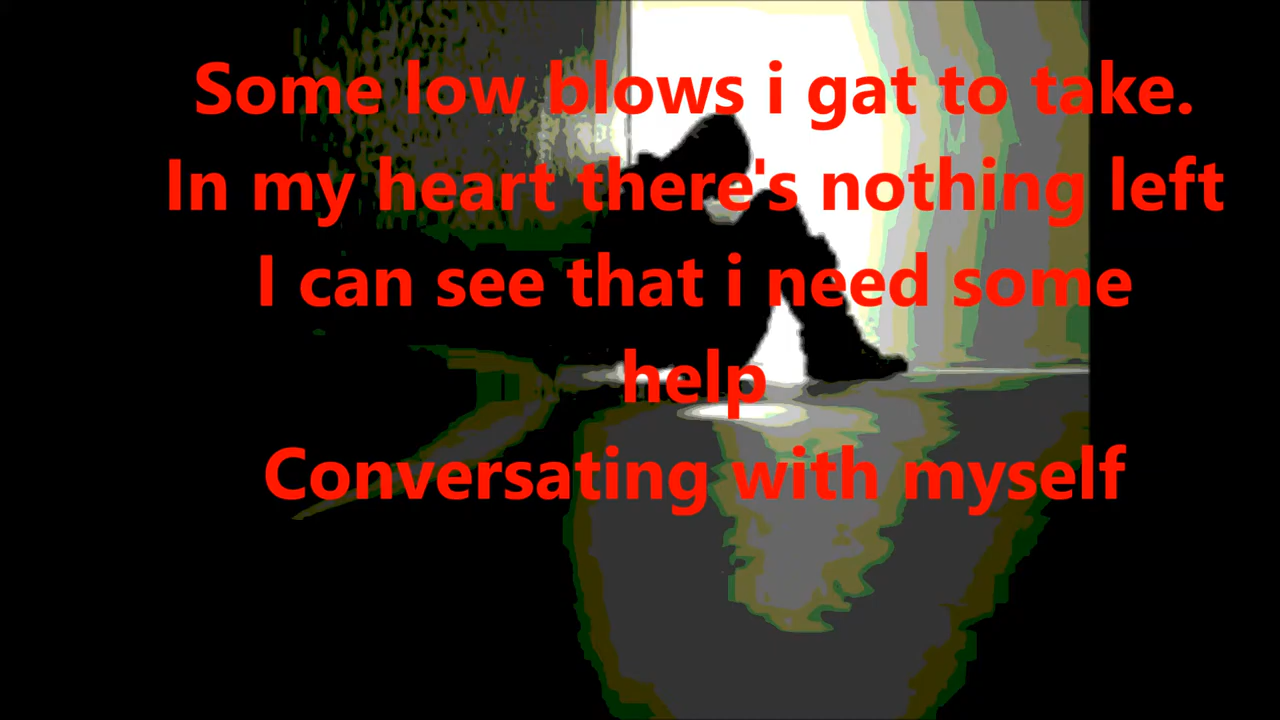 Some low blows i gat to take.
In my heart there's nothing left
I can see that i need some
help
Conversating with myself